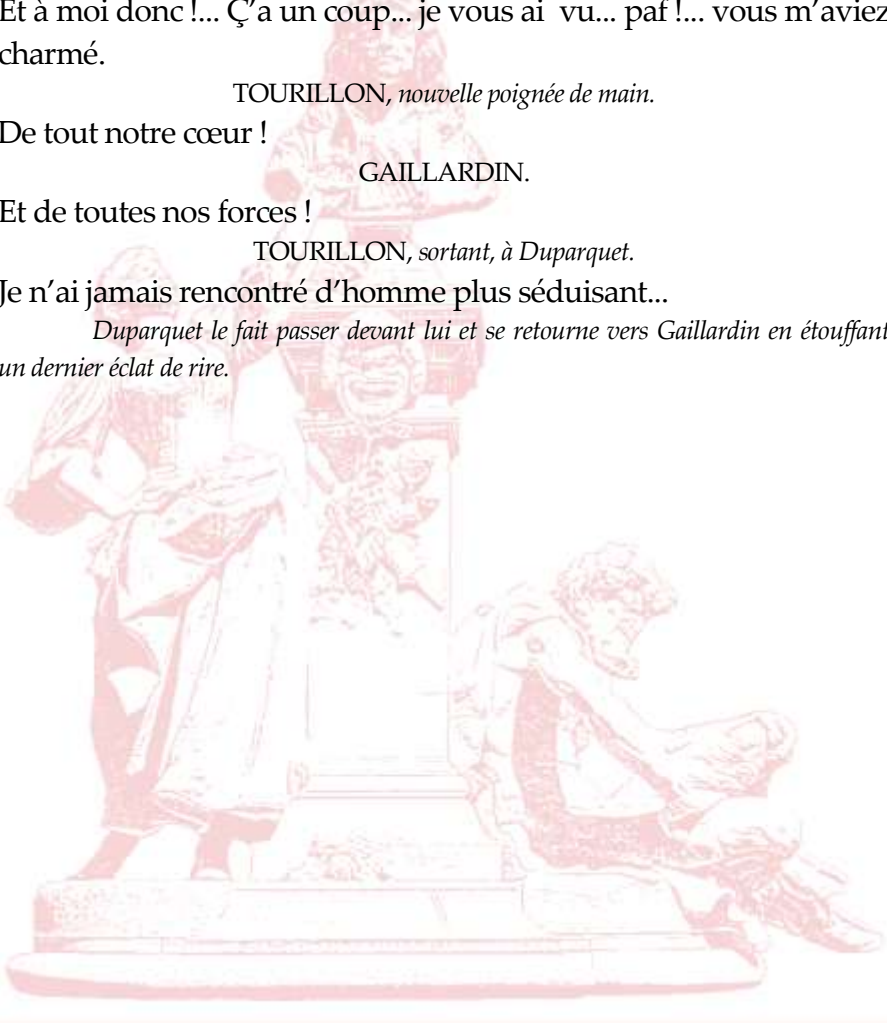 Et à moi donc !... Ç’a un coup... je vous ai  vu... paf !... vous m’aviez
charmé.
TOURILLON, nouvelle poignée de main.
De tout notre cœur !
GAILLARDIN.
Et de toutes nos forces !
TOURILLON, sortant, à Duparquet.
Je n’ai jamais rencontré d’homme plus séduisant...
Duparquet le fait passer devant lui et se retourne vers Gaillardin en étouffant
un dernier éclat de rire.